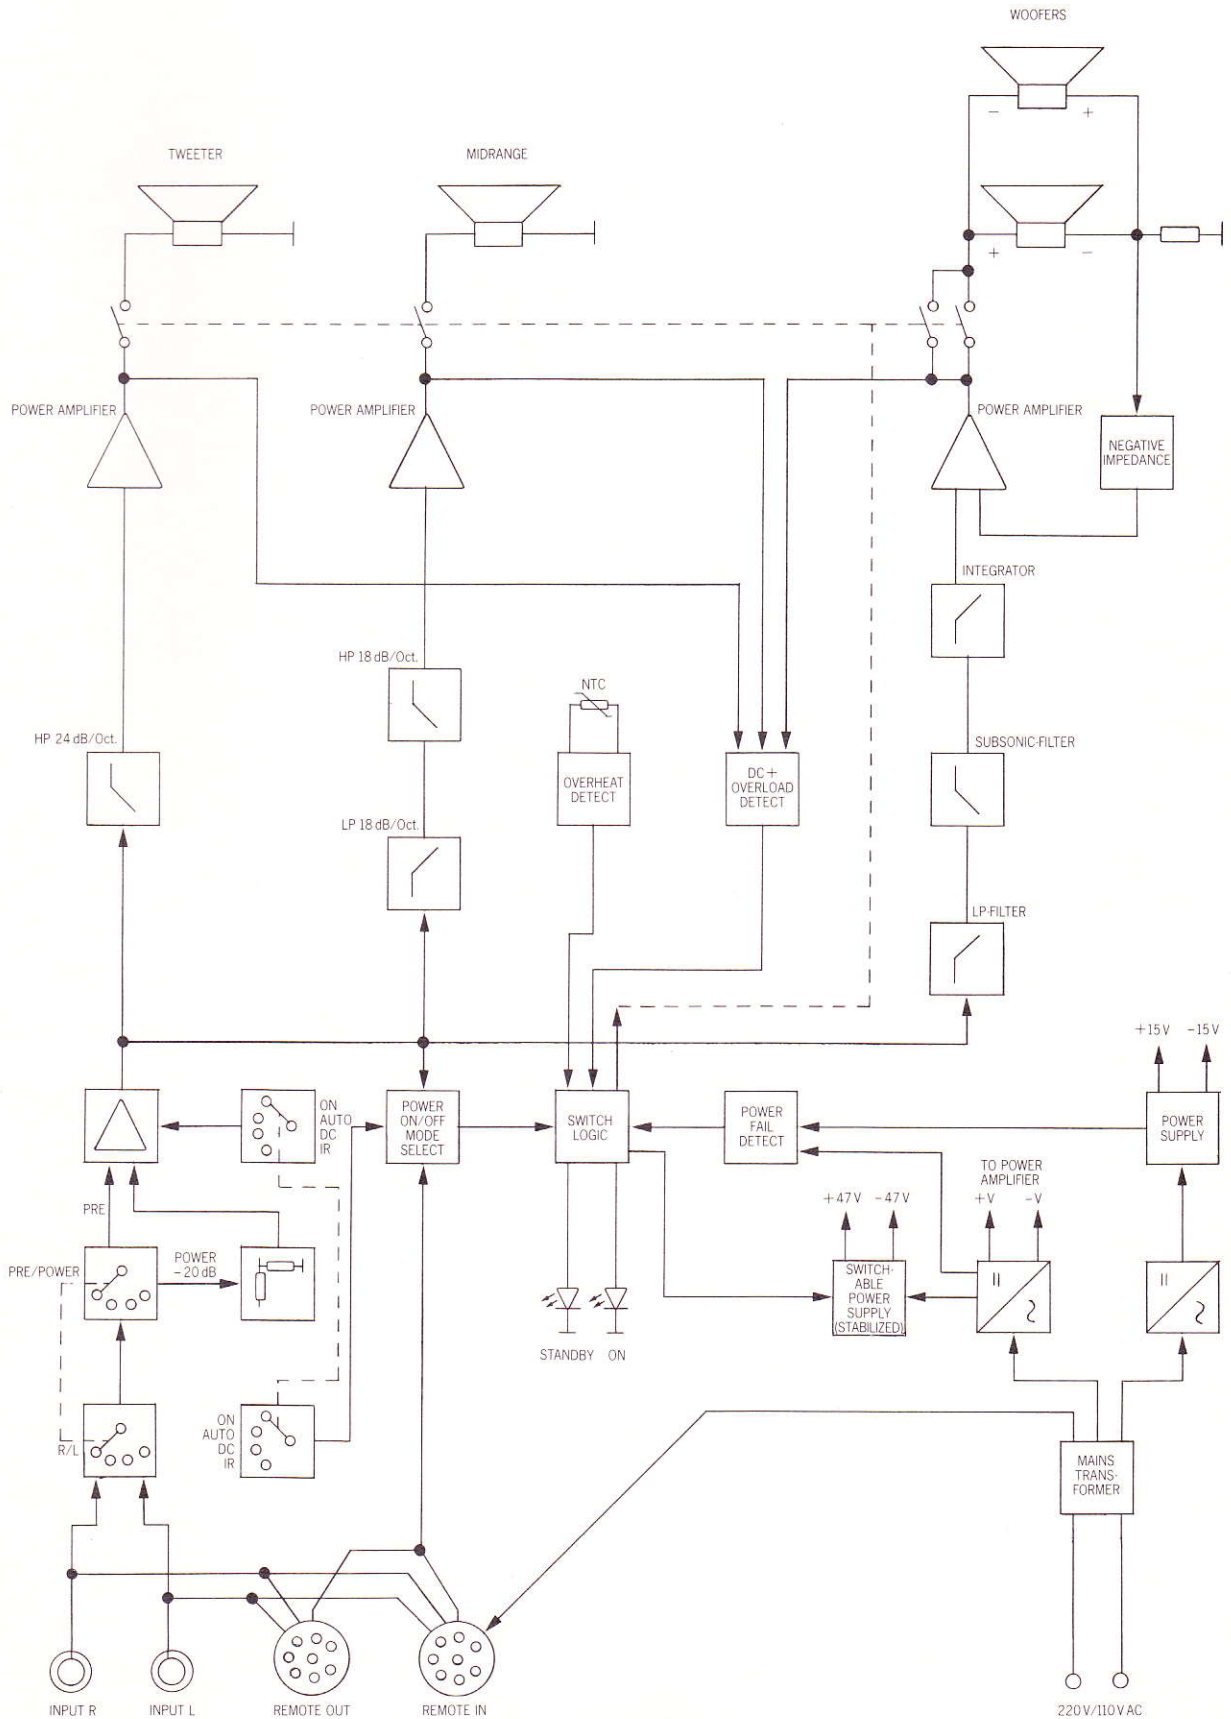 WOOFERS
−
+
TWEETER
MIDRANGE
+
−
POWER AMPLIFIER
POWER AMPLIFIER
POWER AMPLIFIER
NEGATIVE
IMPEDANCE
INTEGRATOR
HP 18 dB/Oct.
NTC
HP 24 dB/Oct.
SUBSONIC-FILTER
OVERHEAT
DETECT
DC +
OVERLOAD
DETECT
LP 18 dB/Oct.
LP-FILTER
+15 V
−15 V
ON
AUTO
DC
IR
POWER
ON/OFF
MODE
SELECT
SWITCH
LOGIC
POWER
FAIL
DETECT
POWER
SUPPLY
TO POWER
AMPLIFIER
+V
−V
PRE
+47 V
−47 V
PRE/POWER
POWER
−20 dB
SWITCH-
ABLE
POWER
SUPPLY
(STABILIZED)
STANDBY
ON
ON
AUTO
DC
IR
R/L
MAINS
TRANS-
FORMER
INPUT R
INPUT L
REMOTE OUT
REMOTE IN
220 V/110 V AC